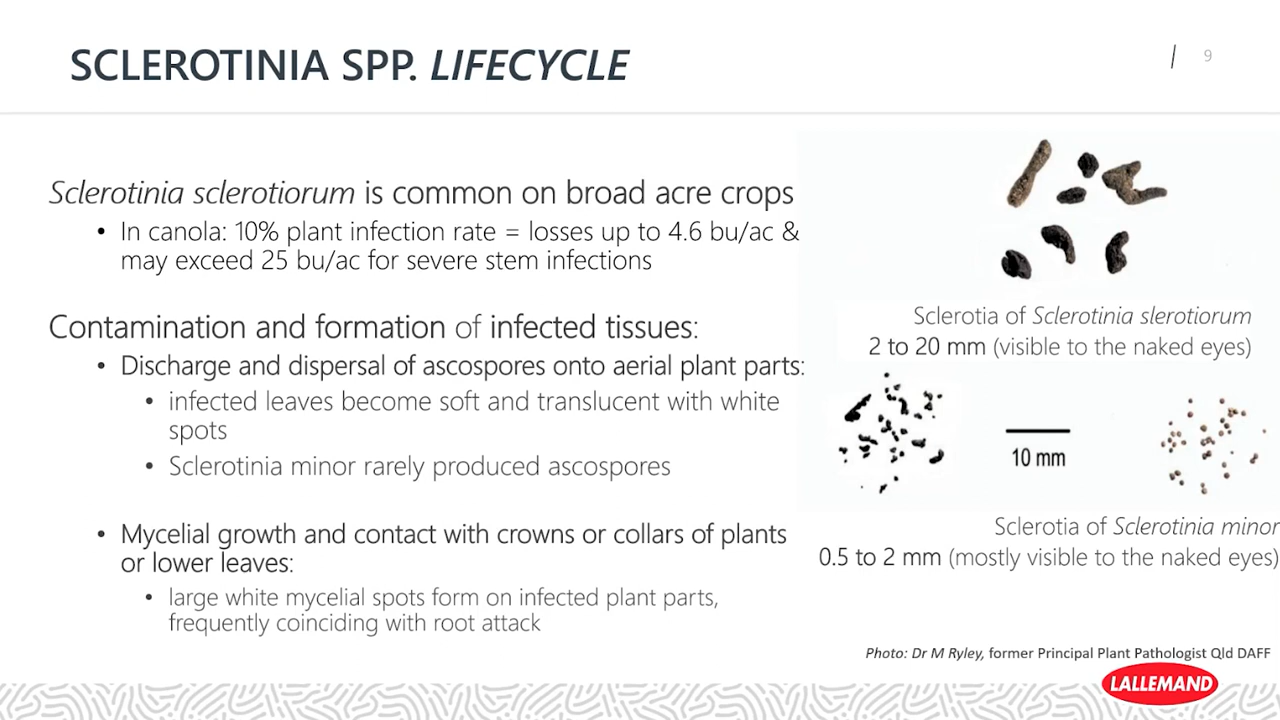 SCLEROTINIA SPP. LIFECYCLE
| 9
Sclerotinia sclerotiorum is common on broad acre crops
• In canola: 10% plant infection rate = losses up to 4.6 bu/ac &
may exceed 25 bu/ac for severe stem infections
Contamination and formation of infected tissues:
• Discharge and dispersal of ascospores onto aerial plant parts:
• infected leaves become soft and translucent with white
spots
• Sclerotinia minor rarely produced ascospores
• Mycelial growth and contact with crowns or collars of plants
or lower leaves:
• large white mycelial spots form on infected plant parts,
frequently coinciding with root attack
Sclerotia of Sclerotinia slerotiorum
2 to 20 mm (visible to the naked eyes)
10 mm
Sclerotia of Sclerotinia minor
0.5 to 2 mm (mostly visible to the naked eyes)
Photo: Dr M Ryley, former Principal Plant Pathologist Qld DAFF
LALLEMAND